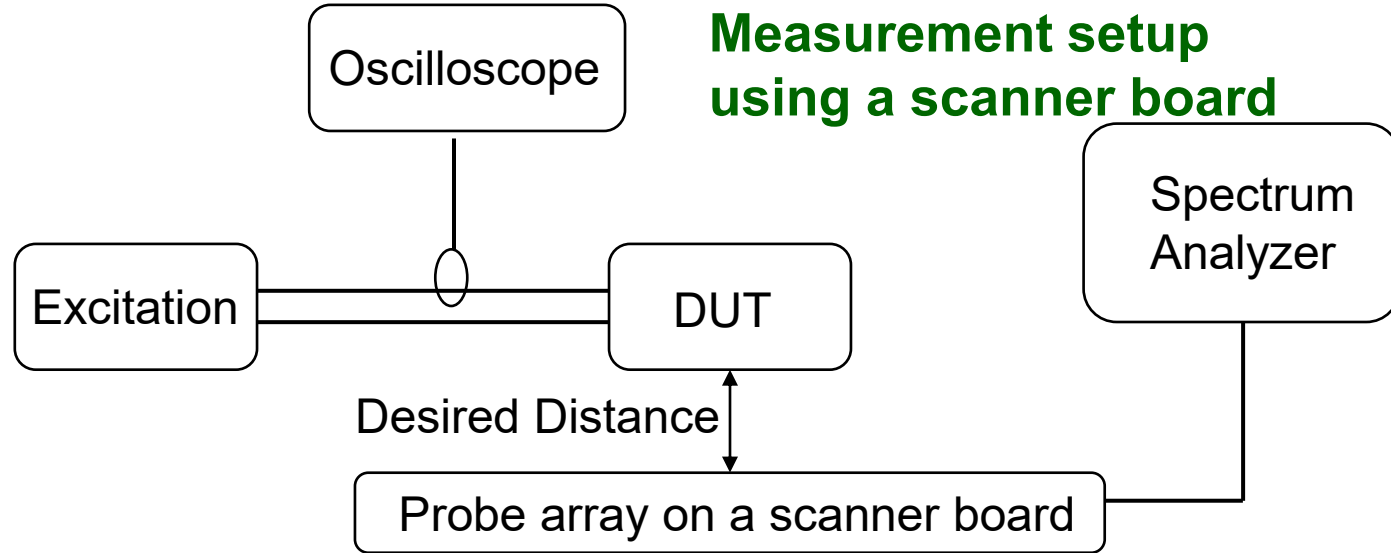 Measurement setup
using a scanner board
Oscilloscope
Spectrum
Analyzer
Excitation
DUT
Desired Distance
Probe array on a scanner board